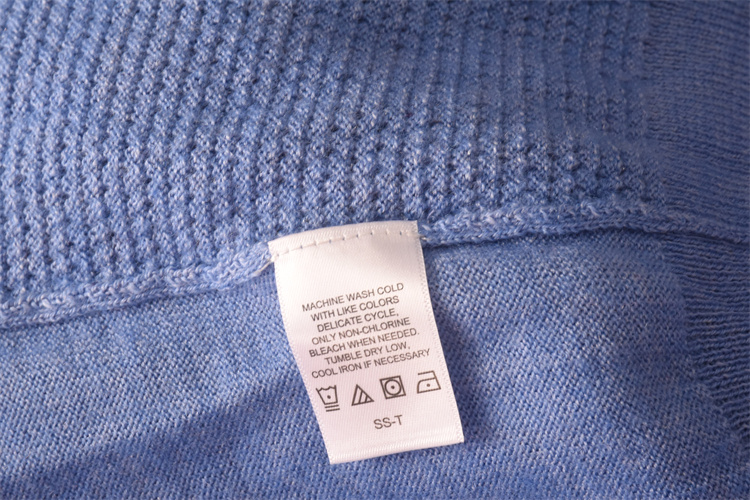 MACHINE WASH COLD
WITH LIKE COLORS
DELICATE CYCLE,
ONLY NON-CHLORINE
BLEACH WHEN NEEDED.
TUMBLE DRY LOW,
COOL IRON IF NECESSARY
SS-T